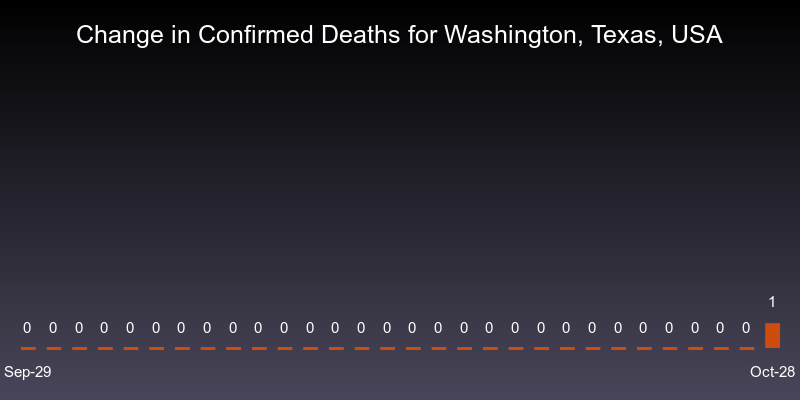 Change in Confirmed Deaths for Washington, Texas, USA
1
0 0 0 0 0 0 0 0 0 0 0 0 0 0 0 0 0 0 0 0 0 0 0 0 0 0 0 0 0
Sep-29 Oct-28